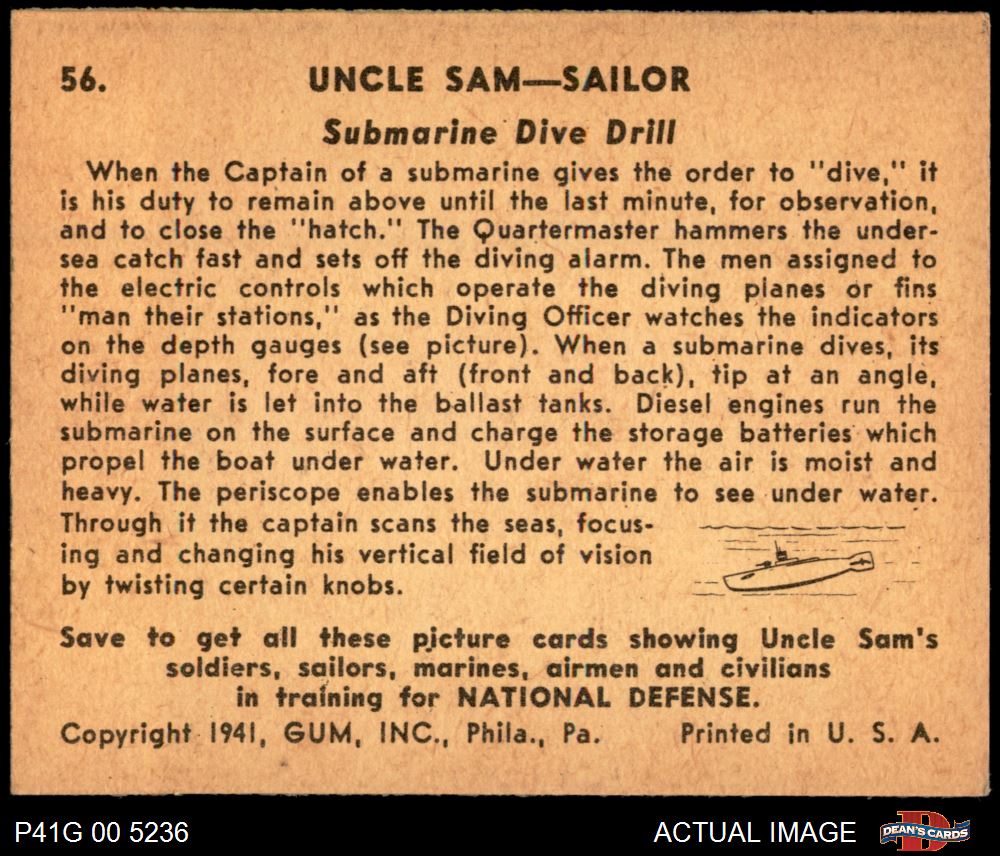 56. UNCLE SAM—SAILOR
Submarine Dive Drill
When the Captain of a submarine gives the order to "dive," it
is his duty to remain above until the last minute, for observation,
and to close the "hatch." The Quartermaster hammers the under-
sea catch fast and sets off the diving alarm. The men assigned to
the electric controls which operate the diving planes or fins
"man their stations," as the Diving Officer watches the indicators
on the depth gauges (see picture). When a submarine dives, its
diving planes, fore and aft (front and back), tip at an angle,
while water is let into the ballast tanks. Diesel engines run the
submarine on the surface and charge the storage batteries which
propel the boat under water. Under water the air is moist and
heavy. The periscope enables the submarine to see under water.
Through it the captain scans the seas, focus-
ing and changing his vertical field of vision
by twisting certain knobs.
Save to get all these picture cards showing Uncle Sam's
soldiers, sailors, marines, airmen and civilians
in training for NATIONAL DEFENSE.
Copyright 1941, GUM, INC., Phila., Pa. Printed in U. S. A.
P41G 00 5236 ACTUAL IMAGE DEAN'S CARDS